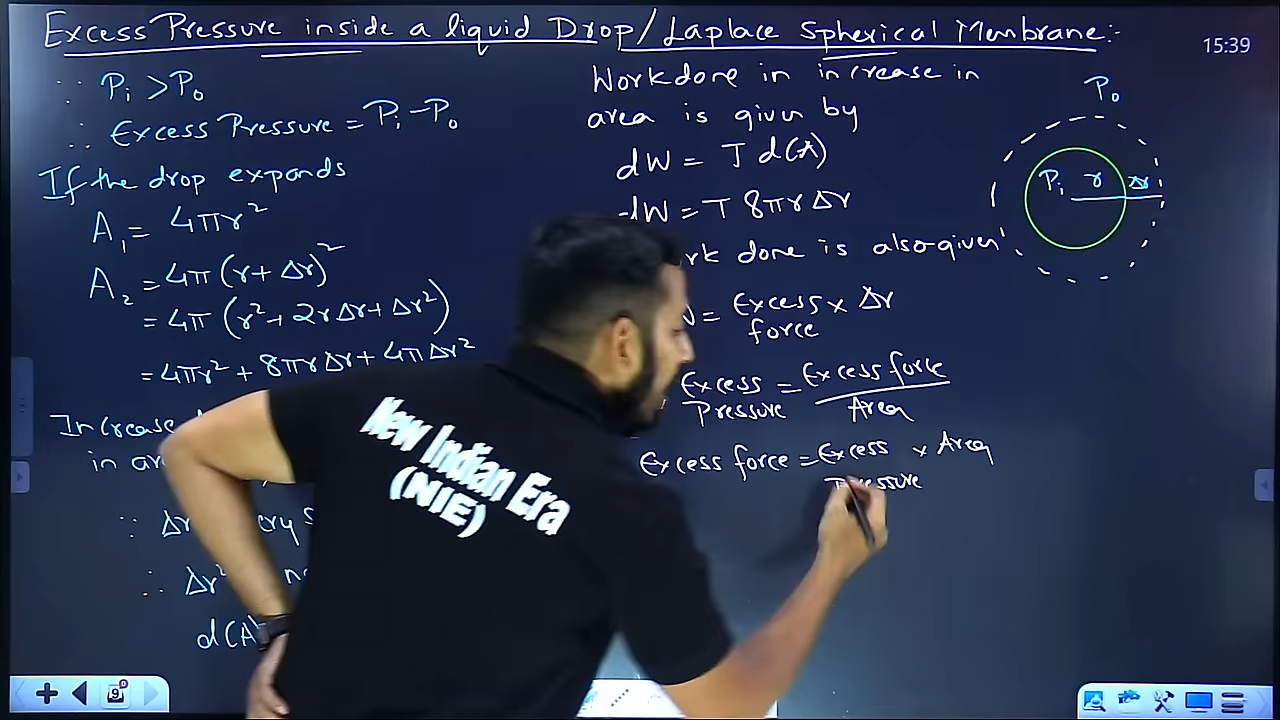 Excess Pressure inside a liquid Drop/Laplace Spherical Membrane:-
15:39
∵ Pi > P0
∴ Excess Pressure = Pi - P0
If the drop expands
A1 = 4πr²
A2 = 4π(r + Δr)²
= 4π(r² + 2rΔr + Δr²)
= 4πr² + 8πrΔr + 4πΔr²
Increase
in
∵ Δr
∴ Δr²
d(A)
Workdone in increase in
area is given by
dW = T d(A)
dW = T 8πrΔr
work done is also given
= Excess force × Δr
Excess Pressure = Excess force / Area
Excess force = Excess Pressure × Area
P0
Pi r Δr
New Indian Era
(NIE)
9